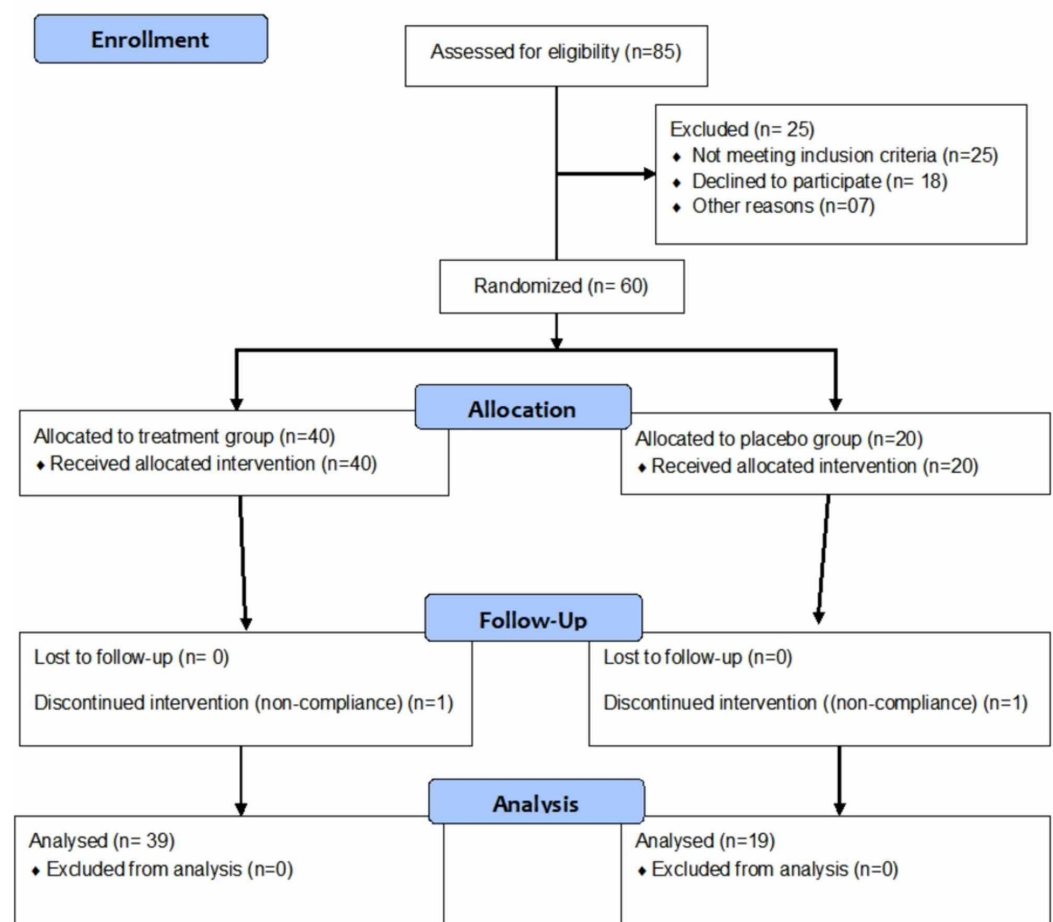 Enrollment
Assessed for eligibility (n=85)
Excluded (n= 25)
♦ Not meeting inclusion criteria (n=25)
♦ Declined to participate (n= 18)
♦ Other reasons (n=07)
Randomized (n= 60)
Allocation
Allocated to treatment group (n=40)
♦ Received allocated intervention (n=40)
Allocated to placebo group (n=20)
♦ Received allocated intervention (n=20)
Follow-Up
Lost to follow-up (n= 0)
Discontinued intervention (non-compliance) (n=1)
Lost to follow-up (n=0)
Discontinued intervention ((non-compliance) (n=1)
Analysis
Analysed (n= 39)
♦ Excluded from analysis (n=0)
Analysed (n=19)
♦ Excluded from analysis (n=0)